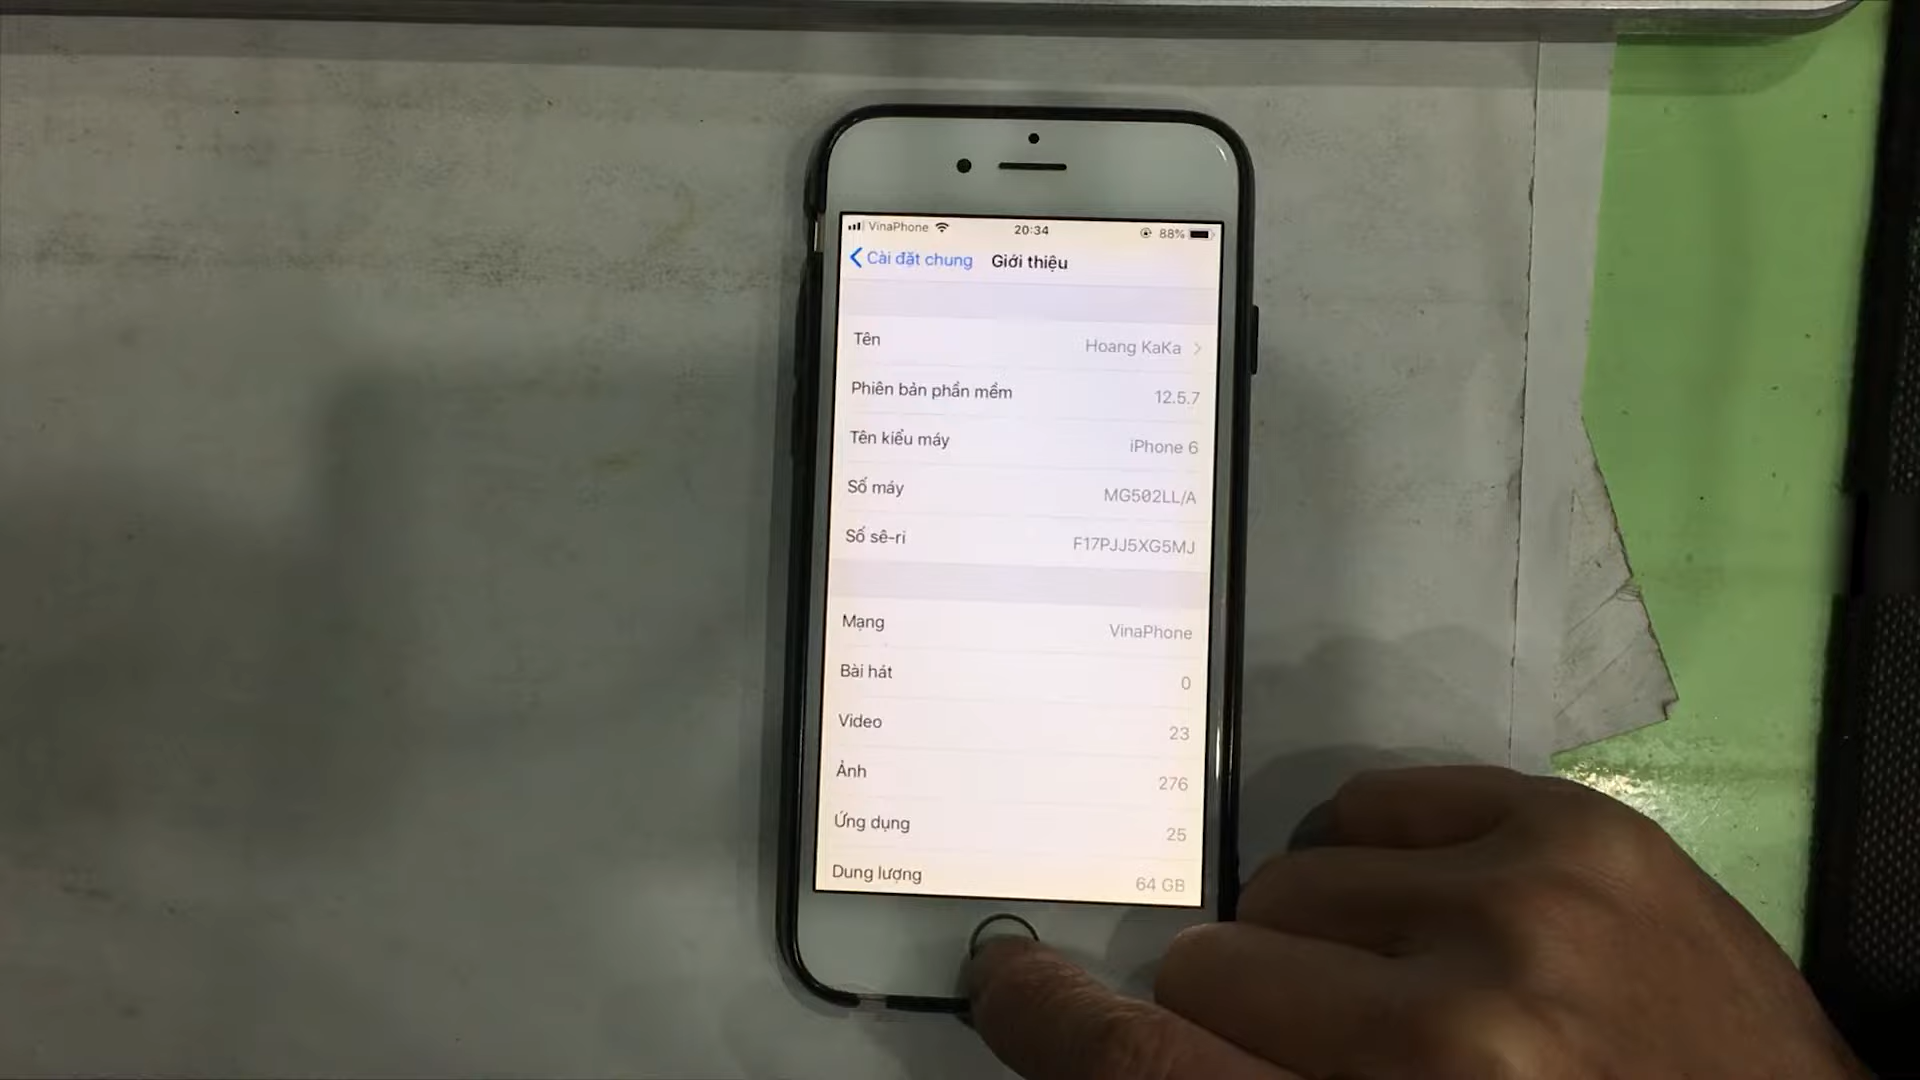 VinaPhone 20:34 88%
Cài đặt chung Giới thiệu
Tên Hoang KaKa
Phiên bản phần mềm 12.5.7
Tên kiểu máy iPhone 6
Số máy MG502LL/A
Số sê-ri F17PJJ5XG5MJ
Mạng VinaPhone
Bài hát 0
Video 23
Ảnh 276
Ứng dụng 25
Dung lượng 64 GB